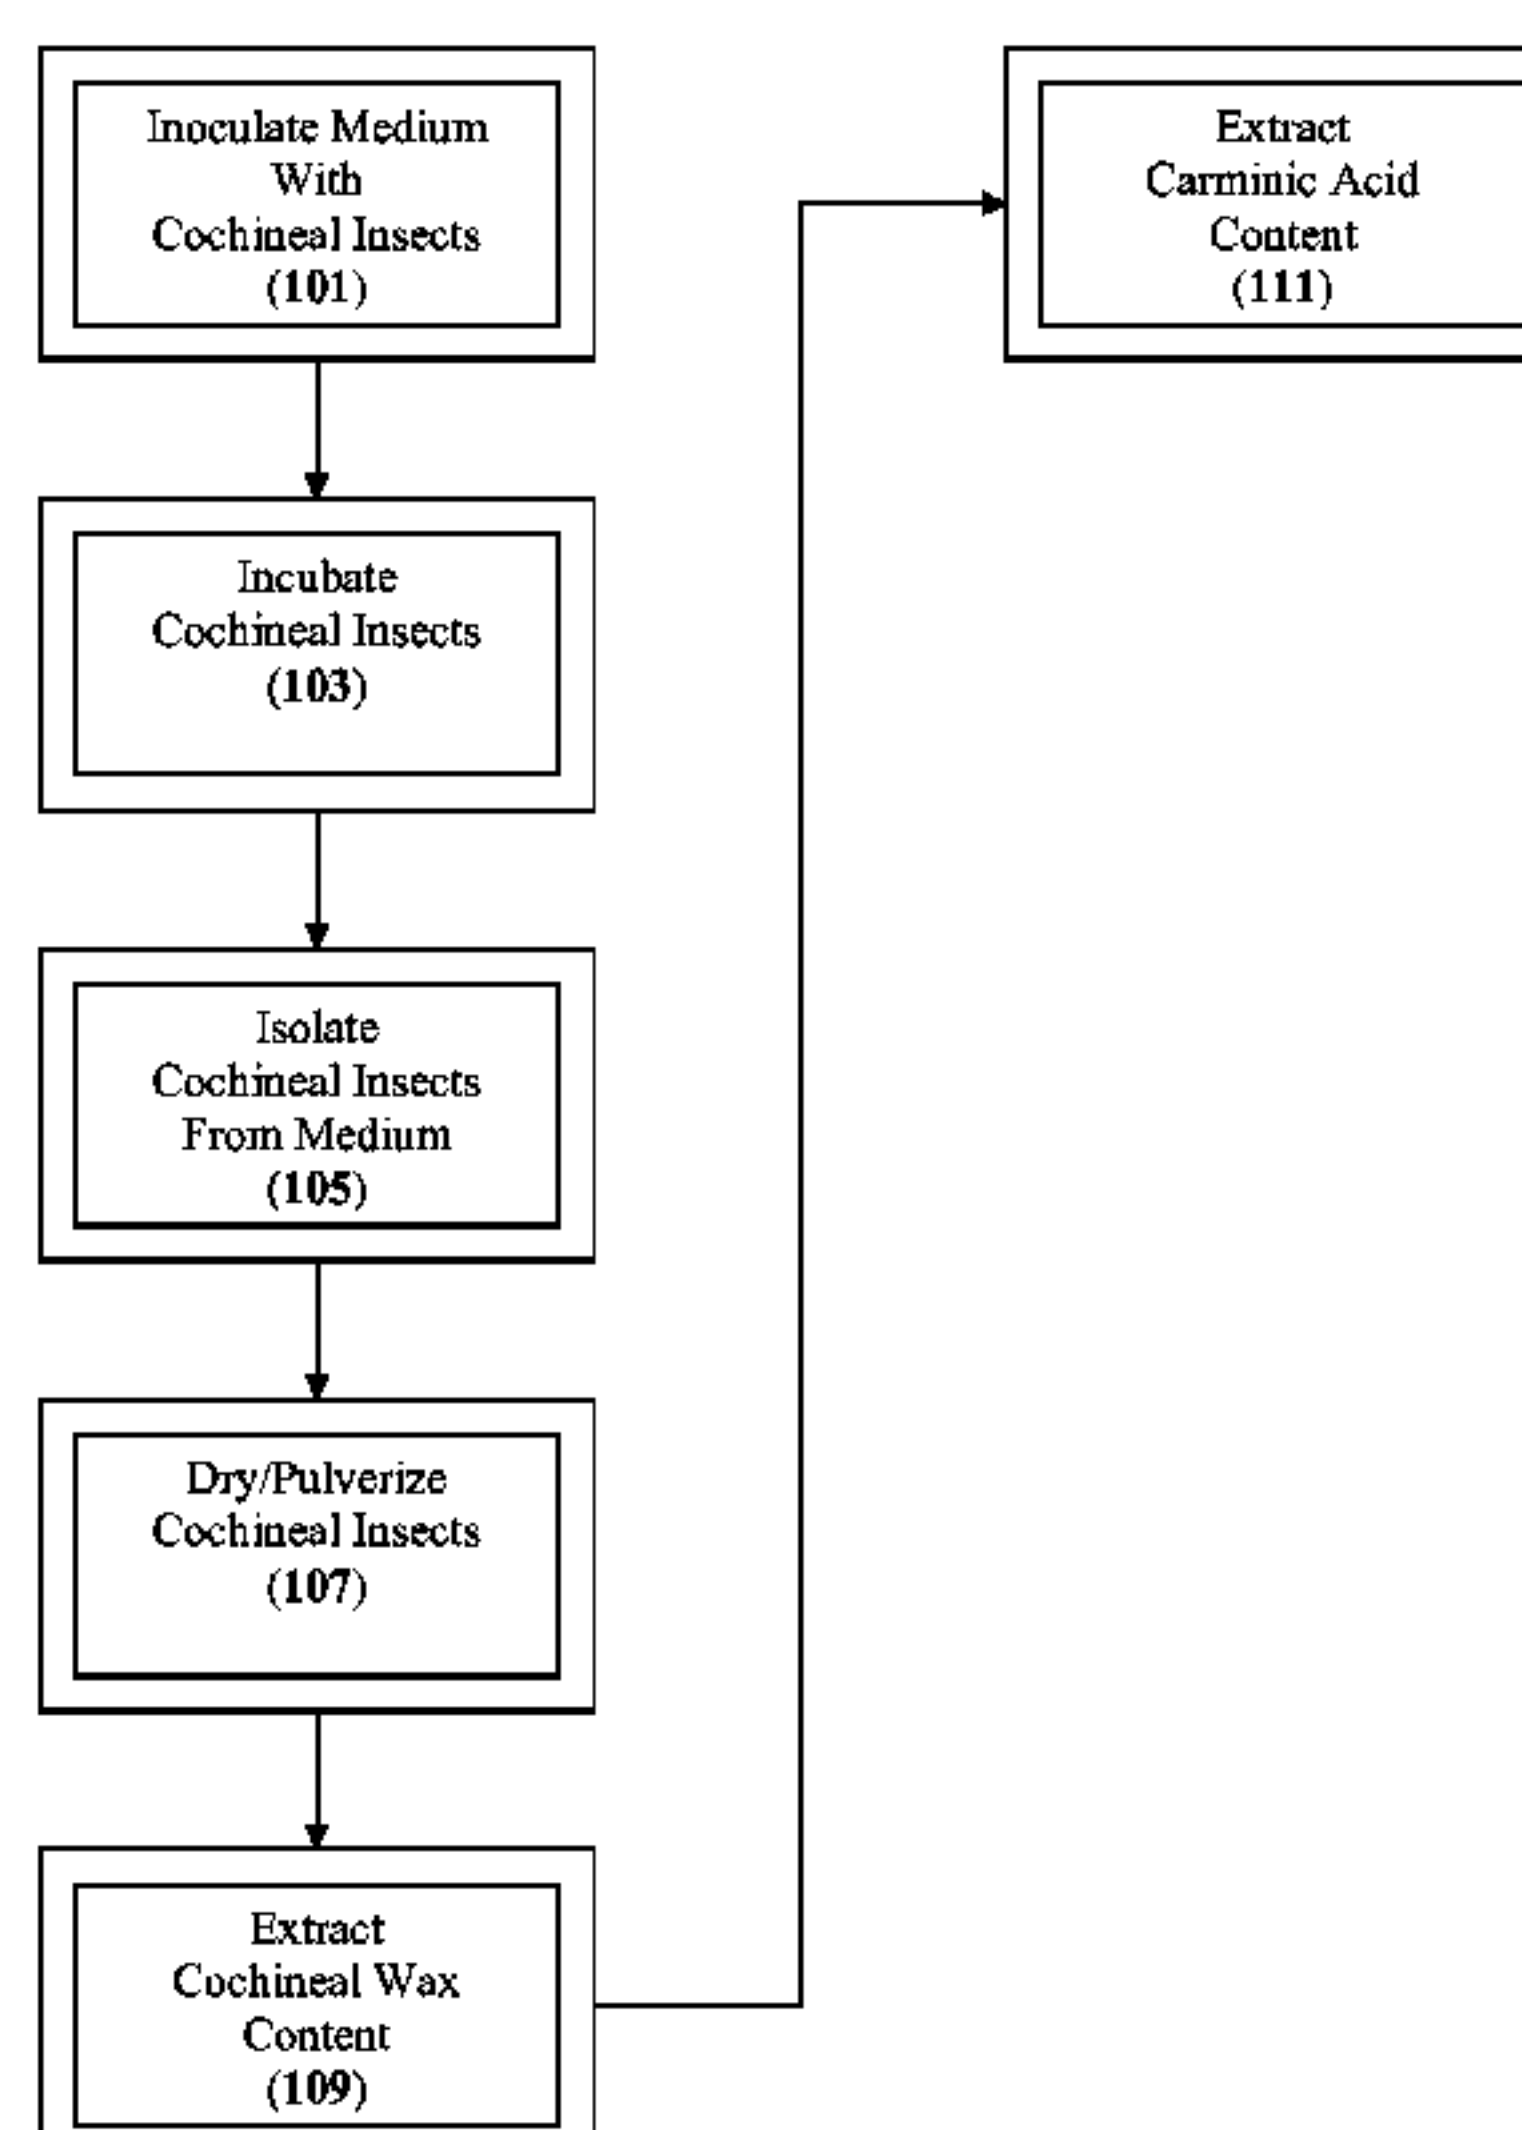 Inoculate Medium
With
Cochineal Insects
(101)
Incubate
Cochineal Insects
(103)
Isolate
Cochineal Insects
From Medium
(105)
Dry/Pulverize
Cochineal Insects
(107)
Extract
Cochineal Wax
Content
(109)
Extract
Carminic Acid
Content
(111)